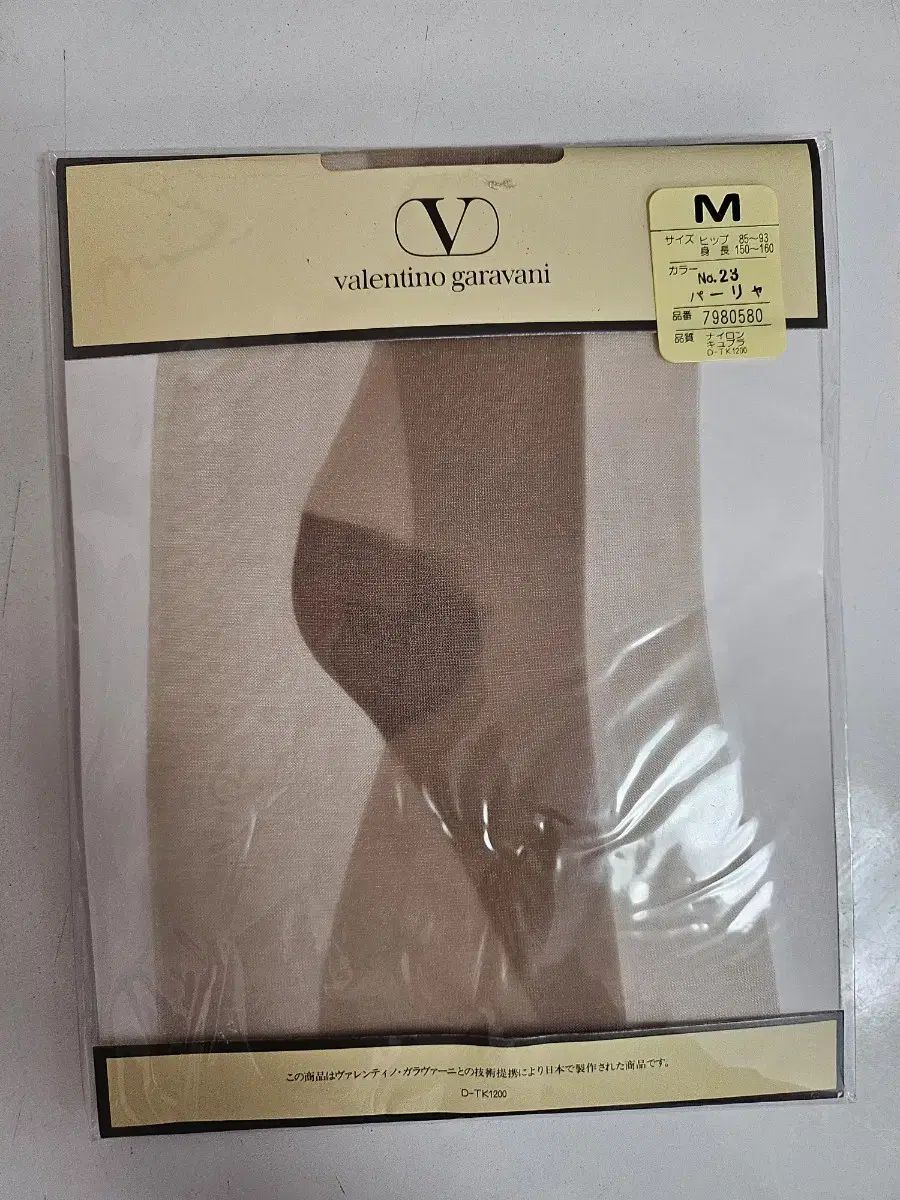 V
valentino garavani
M
サイズ ヒップ 85〜93
身長 150〜160
カラー No.23
パーリャ
品番 7980580
品質 ナイロン
キュプラ
D-TK1200
この商品はヴァレンティノ・ガラヴァーニとの技術提携により日本で製作された商品です。
D-TK1200